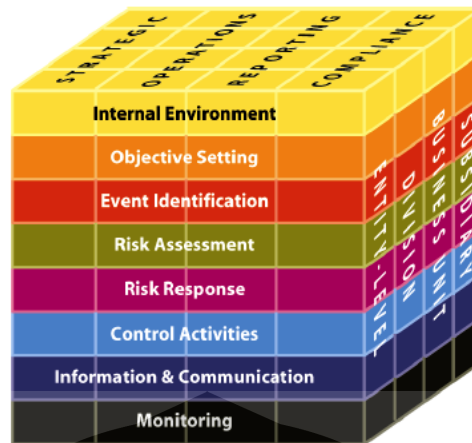 STRATEGIC
OPERATIONS
REPORTING
COMPLIANCE
Internal Environment
Objective Setting
Event Identification
Risk Assessment
Risk Response
Control Activities
Information & Communication
Monitoring
ENTITY-LEVEL
DIVISION
BUSINESS UNIT
SUBSIDIARY